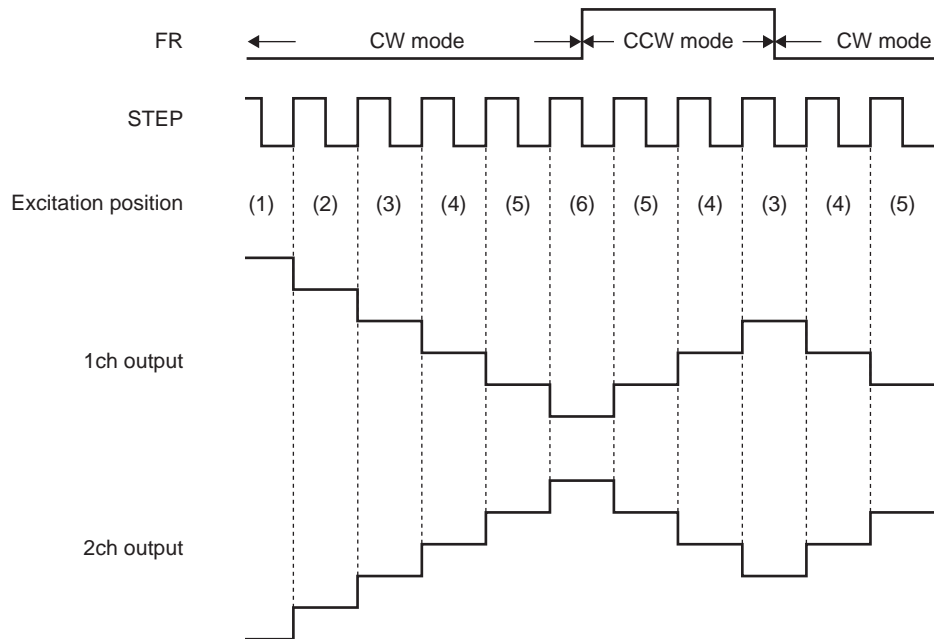 FR
CW mode
CCW mode
CW mode
STEP
Excitation position
(1) (2) (3) (4) (5) (6) (5) (4) (3) (4) (5)
1ch output
2ch output